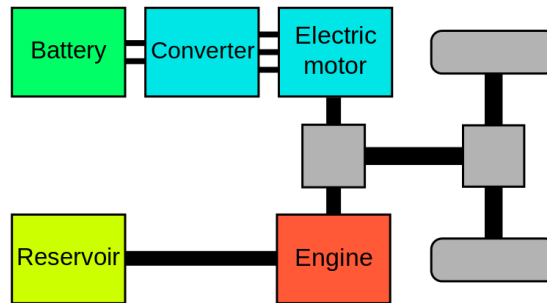 Battery
Converter
Electric
motor
Reservoir
Engine